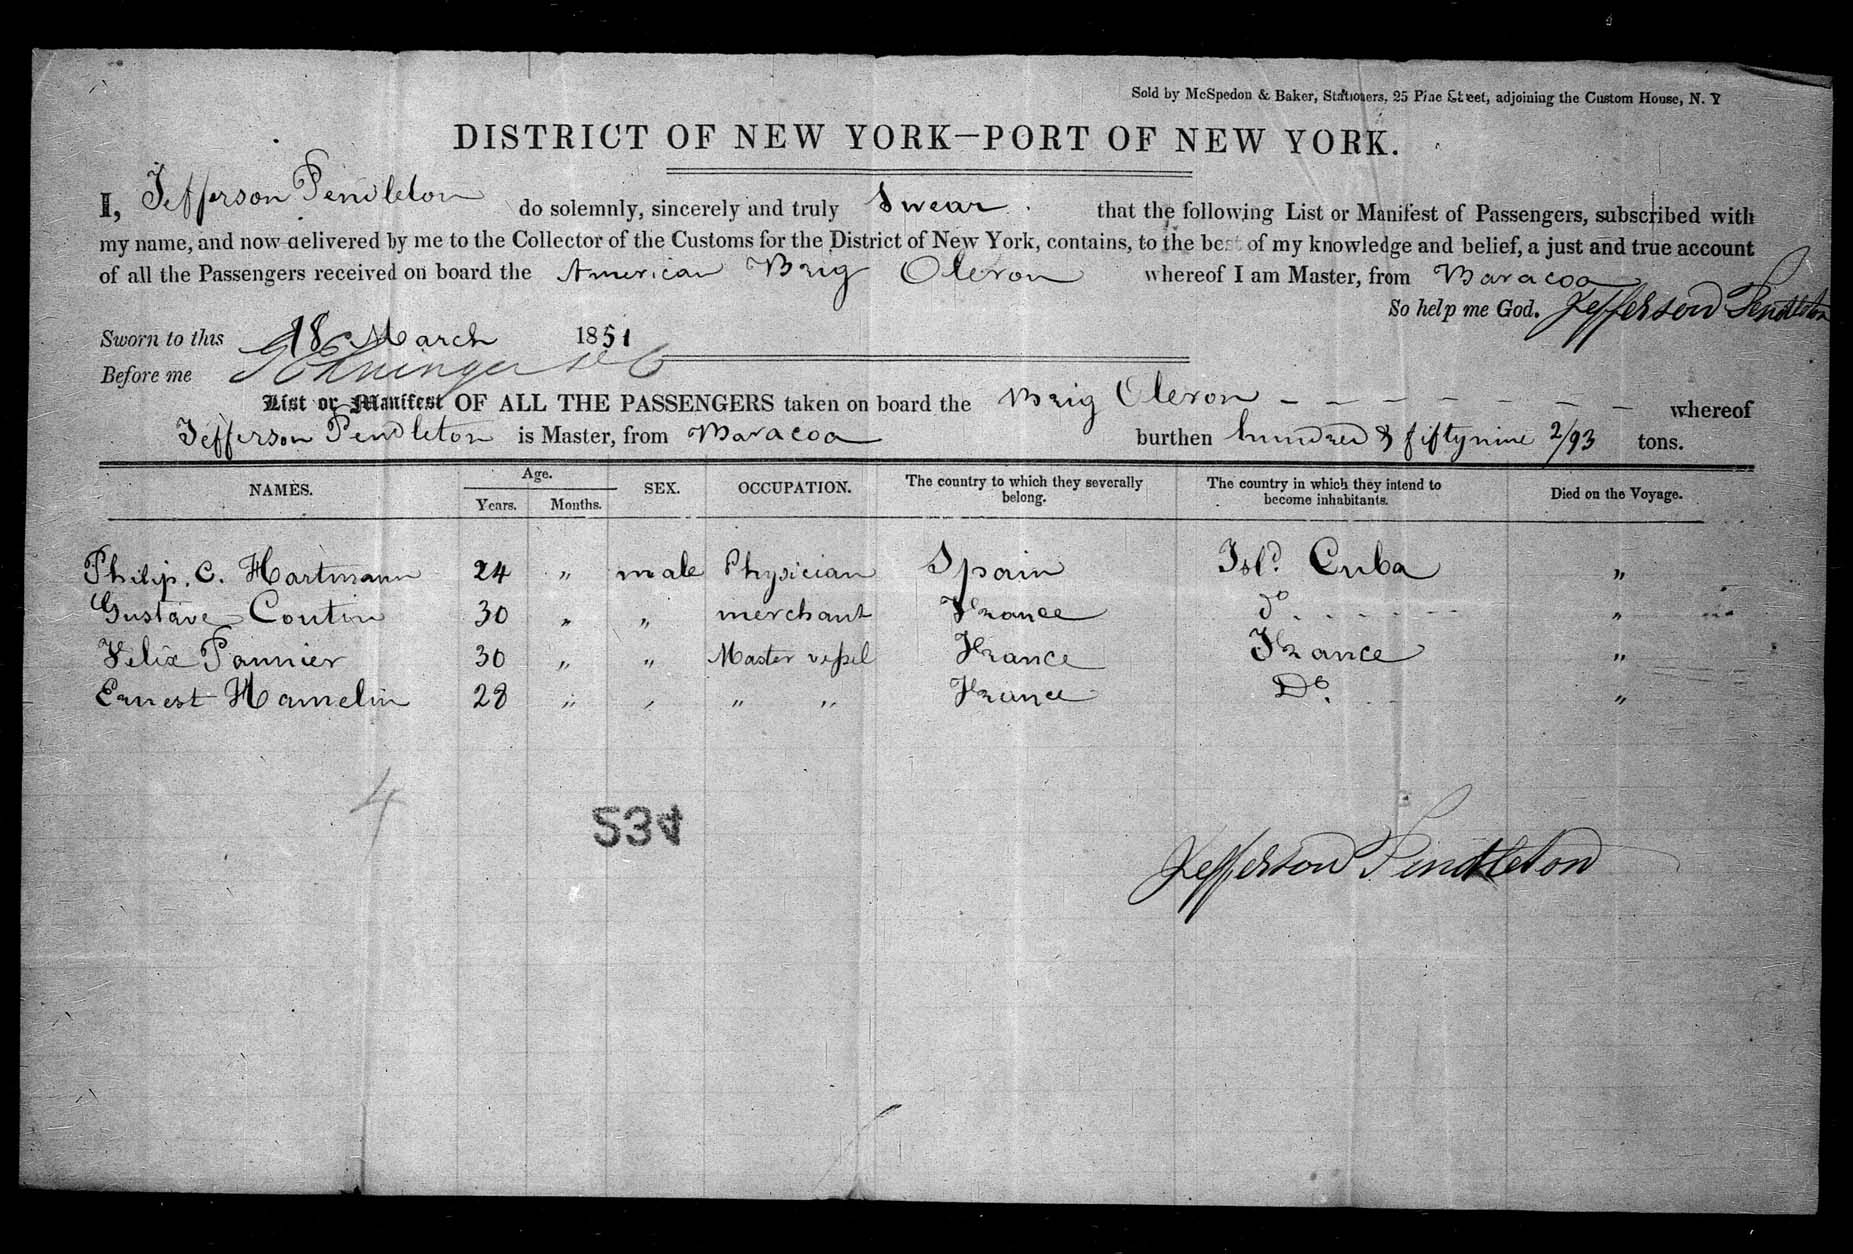 Sold by McSpedon & Baker, Stationers, 25 Pine Street, adjoining the Custom House, N. Y
DISTRICT OF NEW YORK—PORT OF NEW YORK.
I, Jefferson Pendleton do solemnly, sincerely and truly Swear that the following List or Manifest of Passengers, subscribed with
my name, and now delivered by me to the Collector of the Customs for the District of New York, contains, to the best of my knowledge and belief, a just and true account
of all the Passengers received on board the American Brig Oleron whereof I am Master, from Baracoa
So help me God. Jefferson Pendleton
Sworn to this 18 March 1851
Before me
List or Manifest OF ALL THE PASSENGERS taken on board the Brig Oleron - - - - - - - - whereof
Jefferson Pendleton is Master, from Baracoa burthen hundred & fiftynine 2/93 tons.
NAMES. Age. Years. Months. SEX. OCCUPATION. The country to which they severally belong. The country in which they intend to become inhabitants. Died on the Voyage.
Philip. C. Hartmann 24 " male Physician Spain Isld. Cuba "
Gustave Coutin 30 " " merchant France do. "
Felix Pannier 30 " " Master vessel France France "
Ernest Hamelin 28 " " " " France Do. "
4
534
Jefferson Pendleton